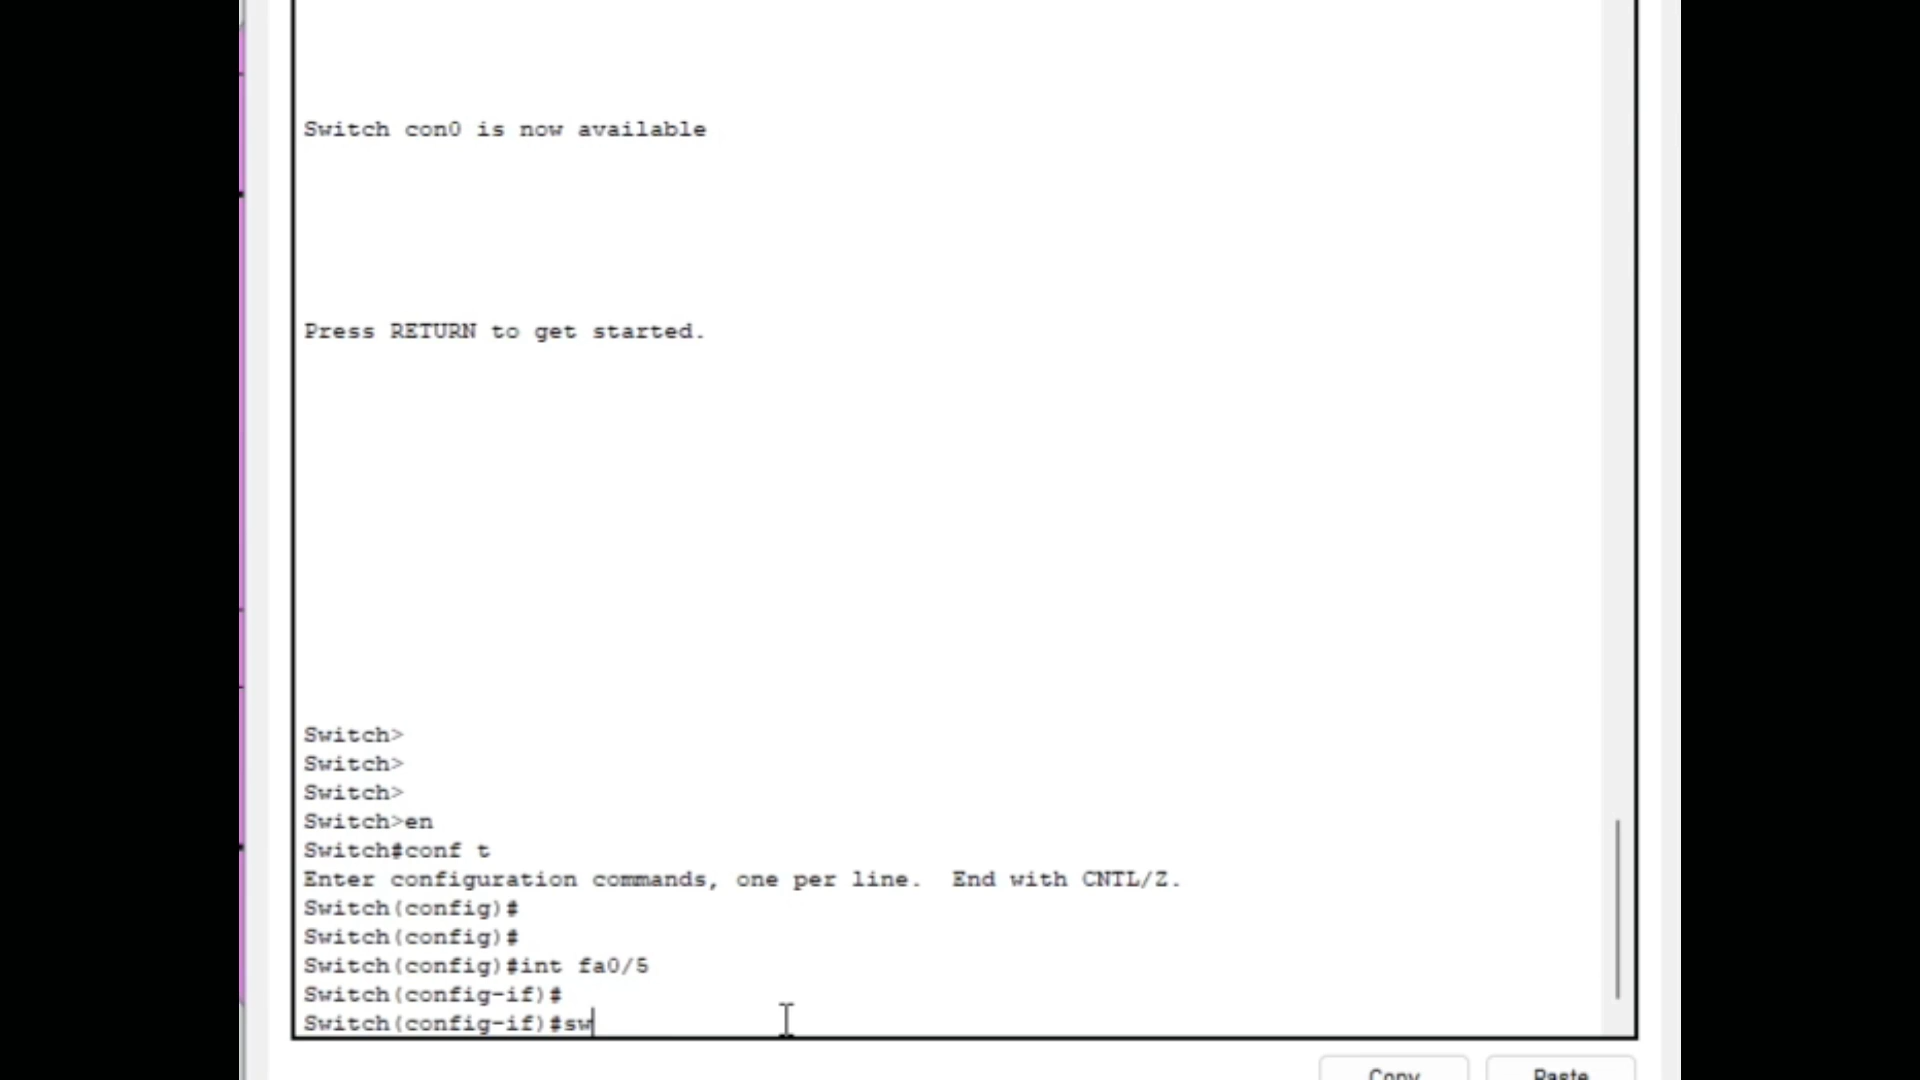 Switch con0 is now available
Press RETURN to get started.
Switch>
Switch>
Switch>
Switch>en
Switch#conf t
Enter configuration commands, one per line.  End with CNTL/Z.
Switch(config)#
Switch(config)#
Switch(config)#int fa0/5
Switch(config-if)#
Switch(config-if)#sw
Copy
Paste